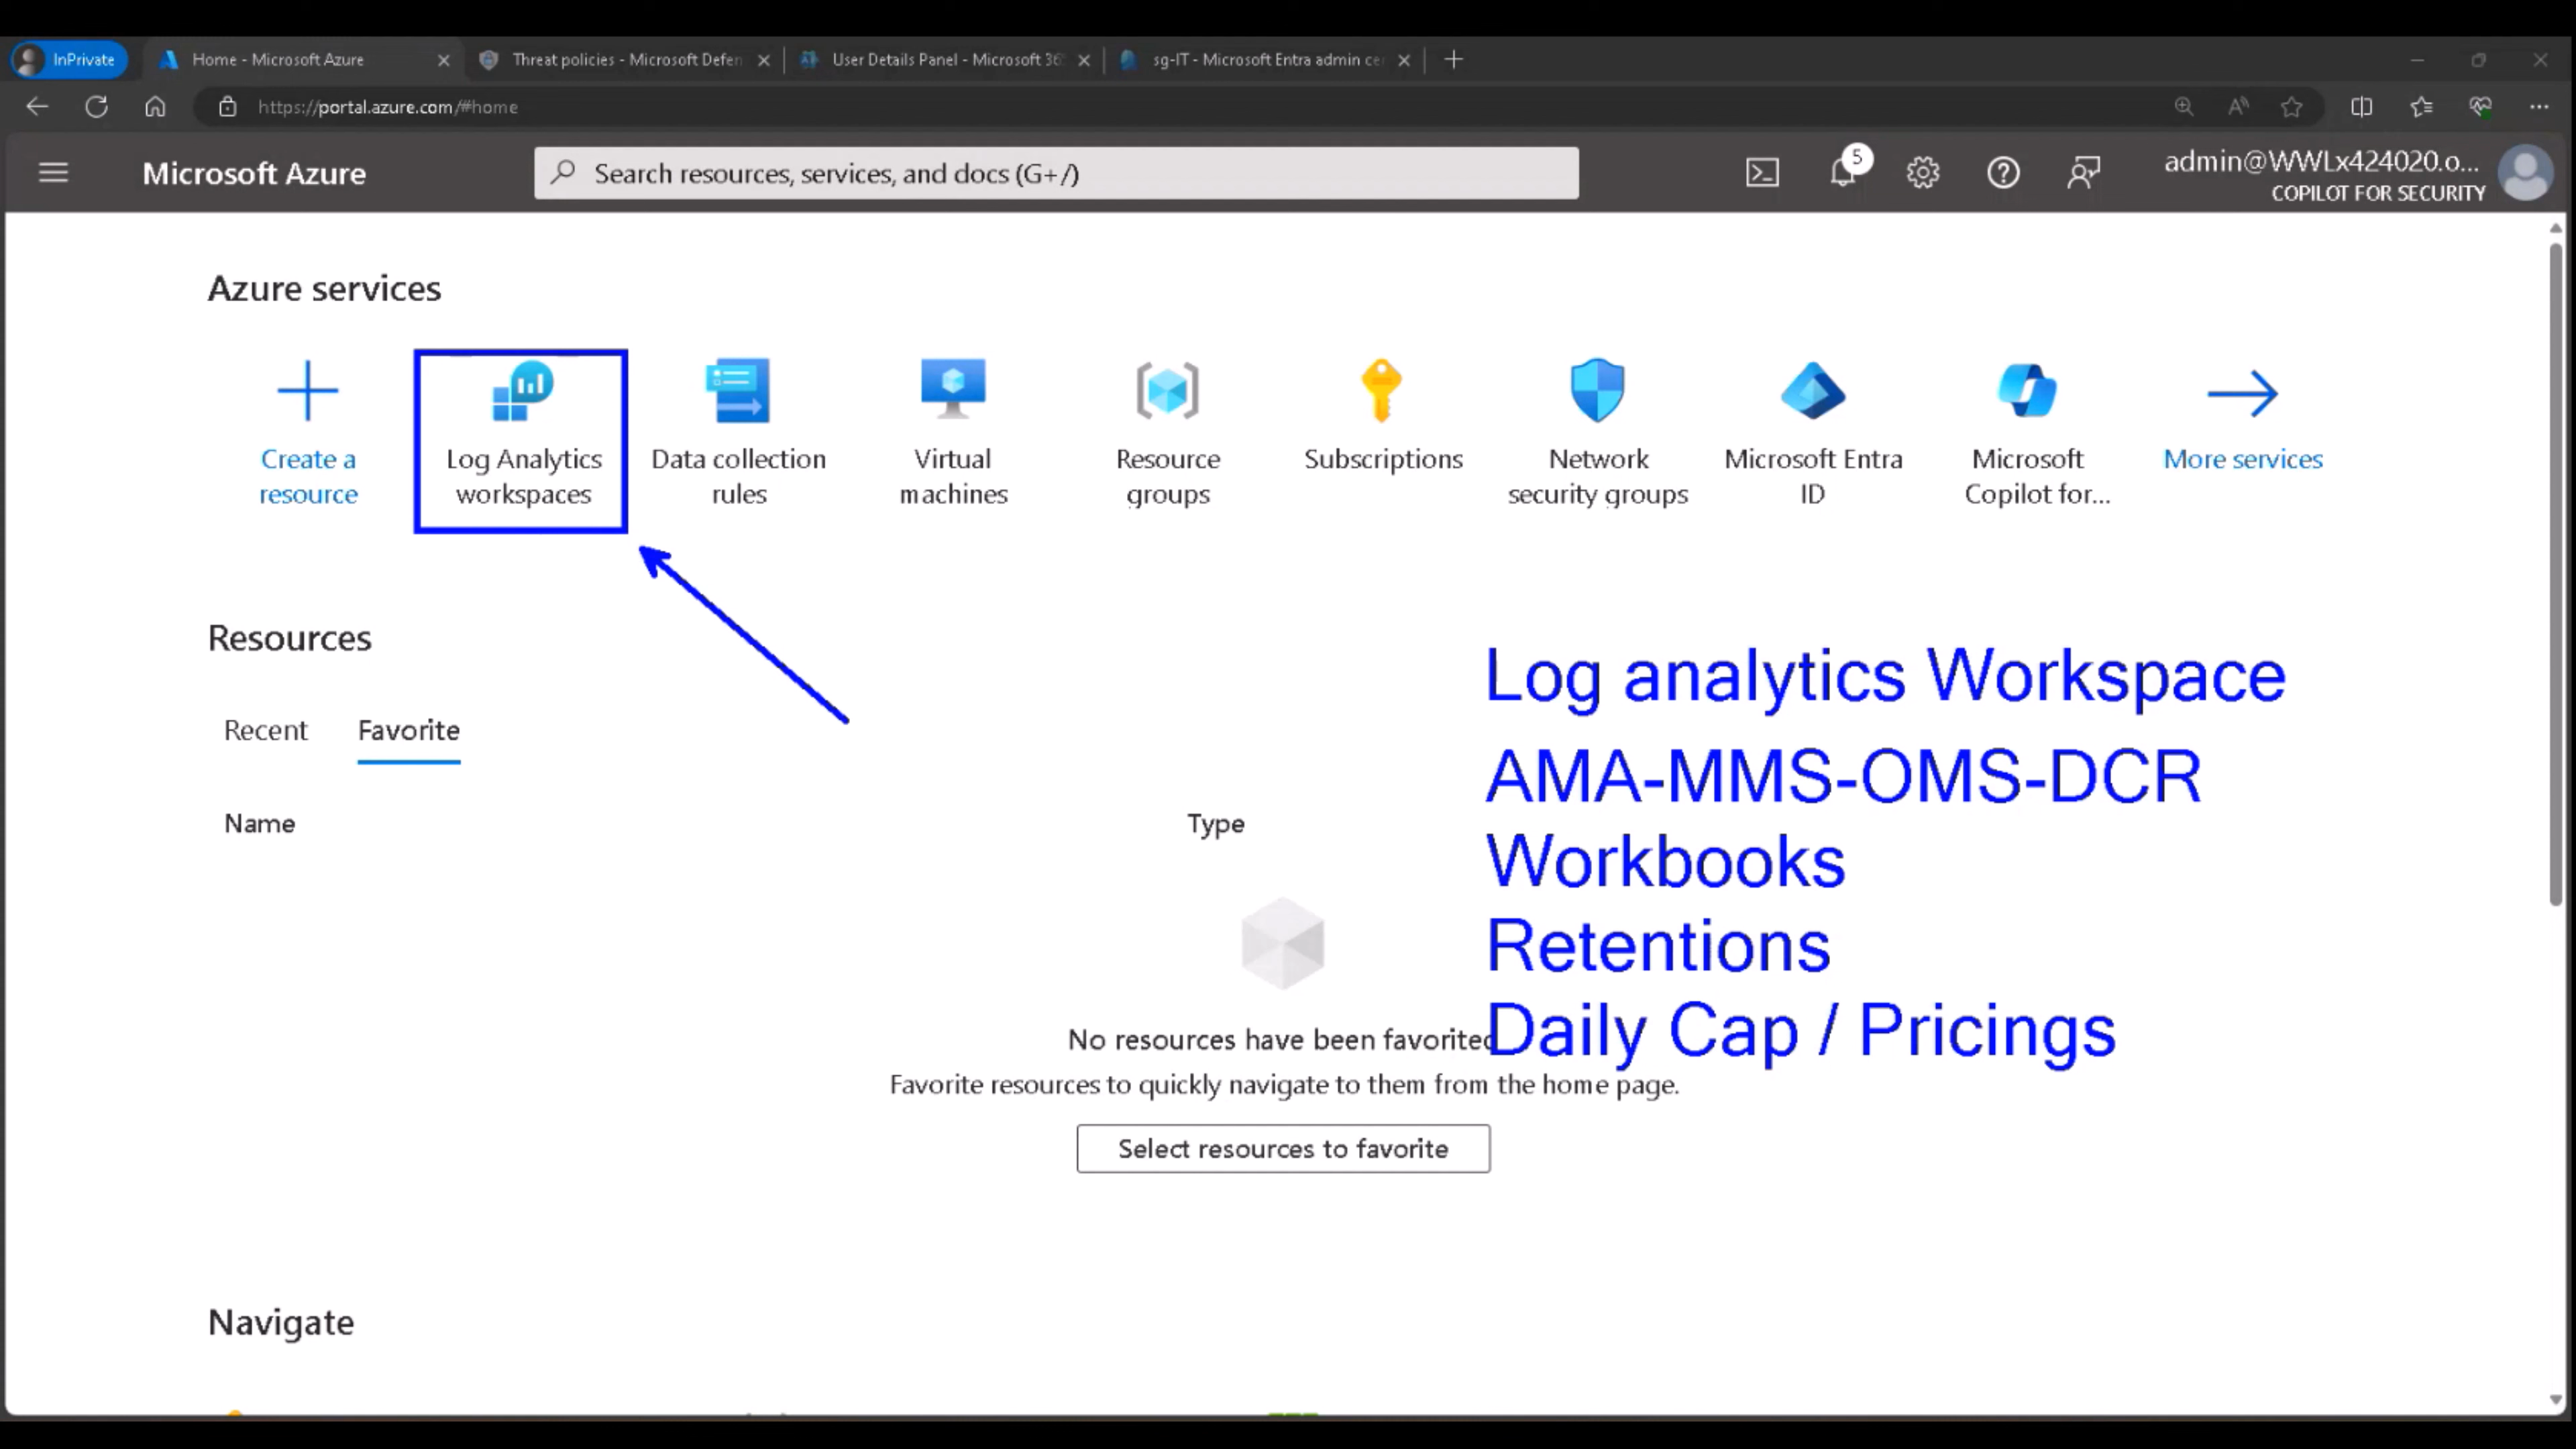 InPrivate
Home - Microsoft Azure
Threat policies - Microsoft Defen
User Details Panel - Microsoft 36
sg-IT - Microsoft Entra admin ce
https://portal.azure.com/#home
Microsoft Azure
Search resources, services, and docs (G+/)
5
admin@WWLx424020.o...
COPILOT FOR SECURITY
Azure services
Create a
resource
Log Analytics
workspaces
Data collection
rules
Virtual
machines
Resource
groups
Subscriptions
Network
security groups
Microsoft Entra
ID
Microsoft
Copilot for...
More services
Resources
Recent
Favorite
Name
Type
Log analytics Workspace
AMA-MMS-OMS-DCR
Workbooks
Retentions
Daily Cap / Pricings
No resources have been favorited
Favorite resources to quickly navigate to them from the home page.
Select resources to favorite
Navigate